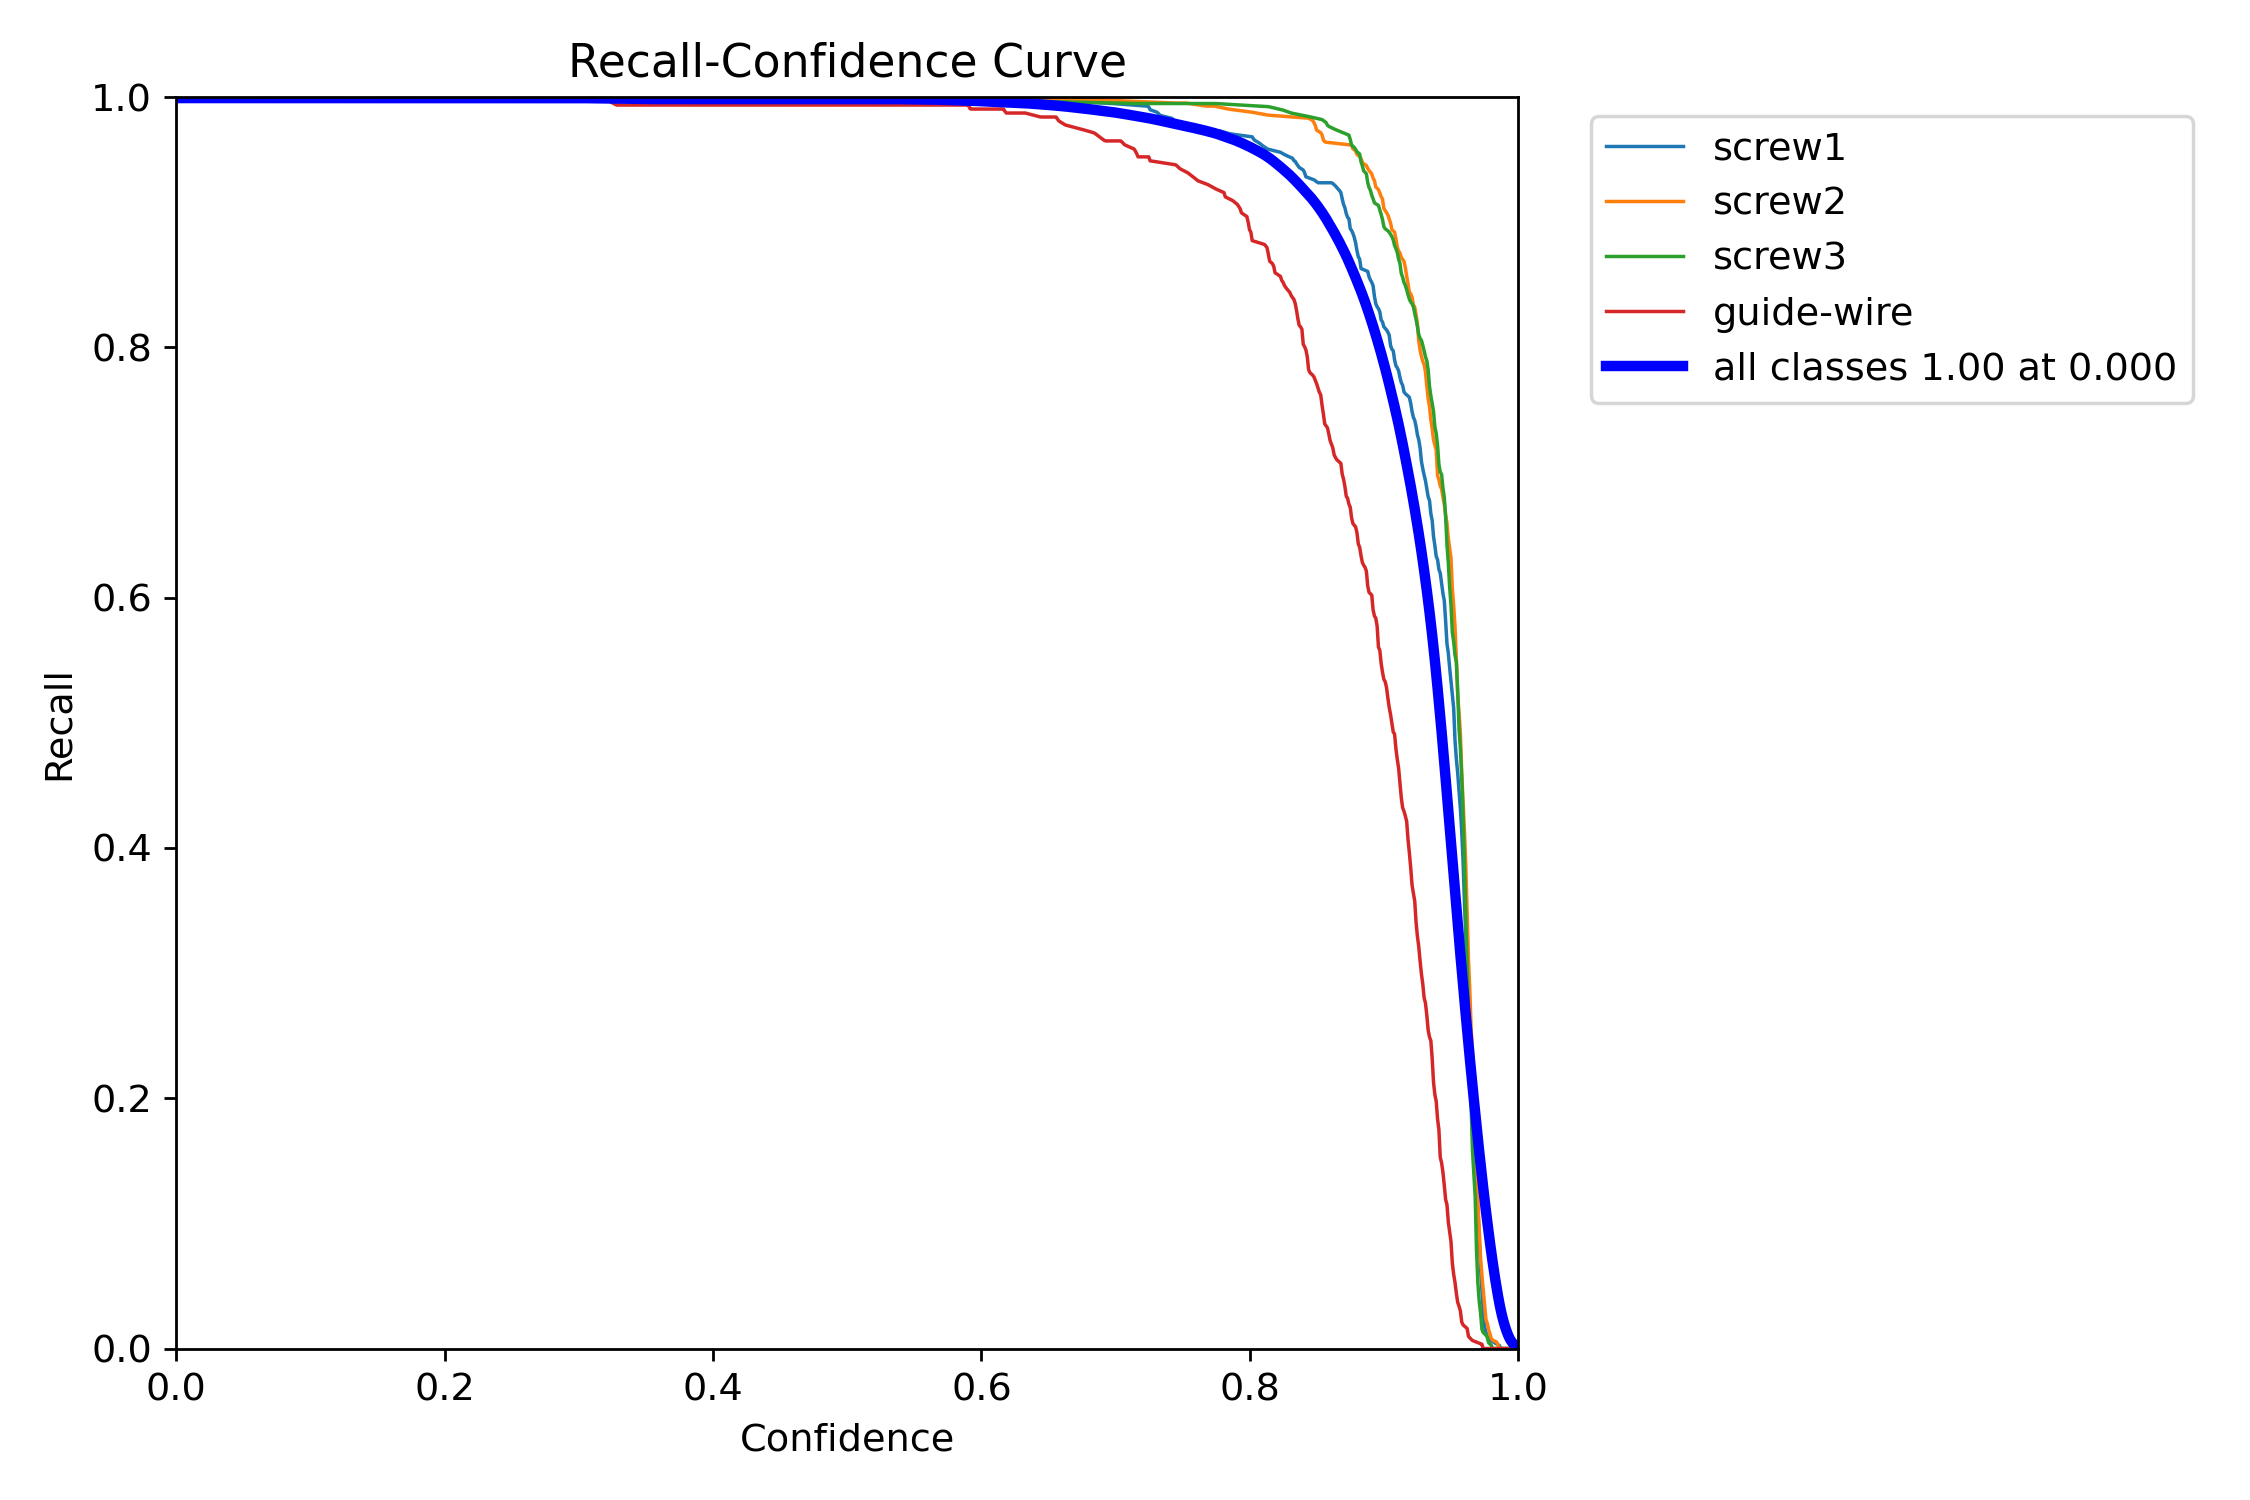 Recall-Confidence Curve
1.0
0.8
0.6
0.4
0.2
0.0
Recall
0.0 0.2 0.4 0.6 0.8 1.0
Confidence
screw1
screw2
screw3
guide-wire
all classes 1.00 at 0.000